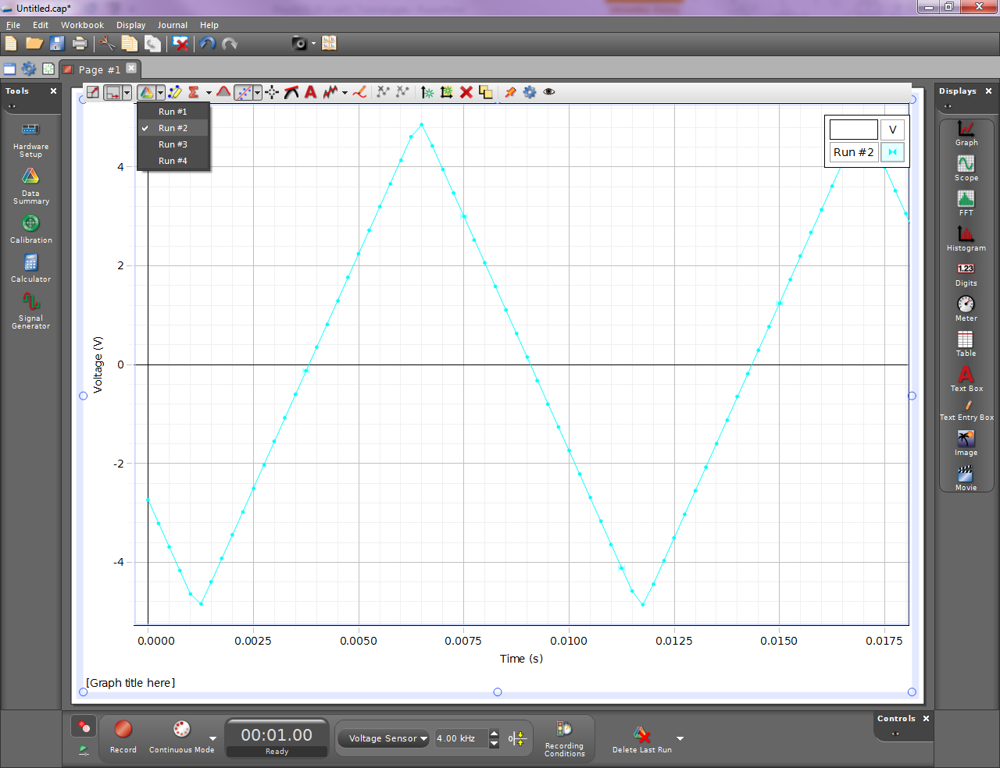 Untitled.cap*
File Edit Workbook Display Journal Help
Page #1
Tools
Displays
Run #1
Run #2
Run #3
Run #4
V
Run #2
Hardware
Setup
Data
Summary
Calibration
Calculator
Signal
Generator
Graph
Scope
FFT
Histogram
1.23
Digits
Meter
Table
A
Text Box
Text Entry Box
Image
Movie
4
2
0
-2
-4
Voltage (V)
0.0000 0.0025 0.0050 0.0075 0.0100 0.0125 0.0150 0.0175
Time (s)
[Graph title here]
Controls
Record
Continuous Mode
00:01.00
Ready
Voltage Sensor
4.00 kHz
Recording
Conditions
Delete Last Run